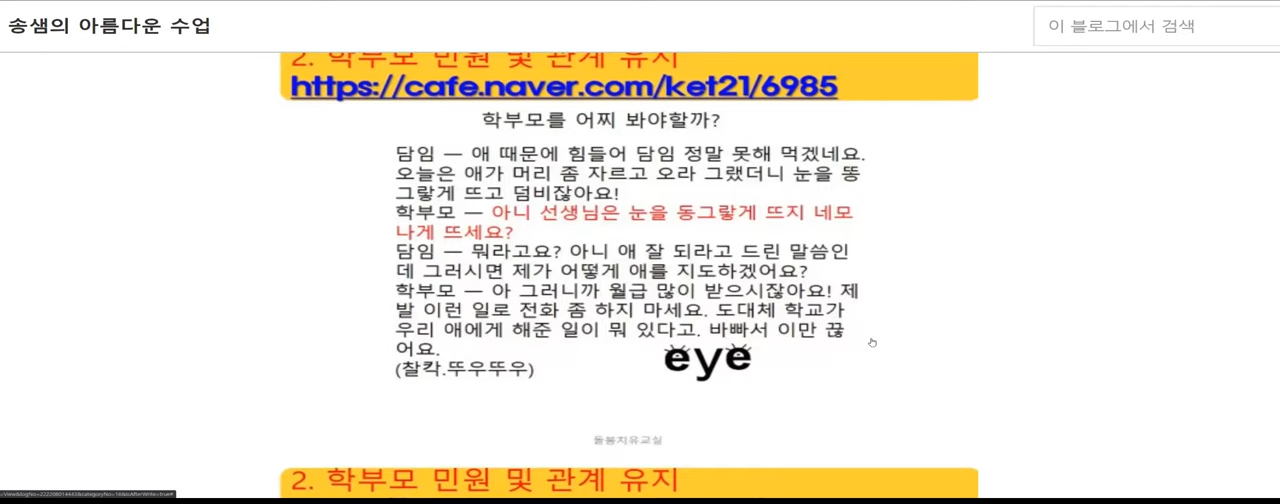 송샘의 아름다운 수업
이 블로그에서 검색
2. 학부모 민원 및 관계 유지
https://cafe.naver.com/ket21/6985
학부모를 어찌 봐야할까?
담임 — 애 때문에 힘들어 담임 정말 못해 먹겠네요.
오늘은 애가 머리 좀 자르고 오라 그랬더니 눈을 똥
그랗게 뜨고 덤비잖아요!
학부모 — 아니 선생님은 눈을 동그랗게 뜨지 네모
나게 뜨세요?
담임 — 뭐라고요? 아니 애 잘 되라고 드린 말씀인
데 그러시면 제가 어떻게 애를 지도하겠어요?
학부모 — 아 그러니까 월급 많이 받으시잖아요! 제
발 이런 일로 전화 좀 하지 마세요. 도대체 학교가
우리 애에게 해준 일이 뭐 있다고. 바빠서 이만 끊
어요.
(찰칵.뚜우뚜우)
eye
돌봄치유교실
2. 학부모 민원 및 관계 유지